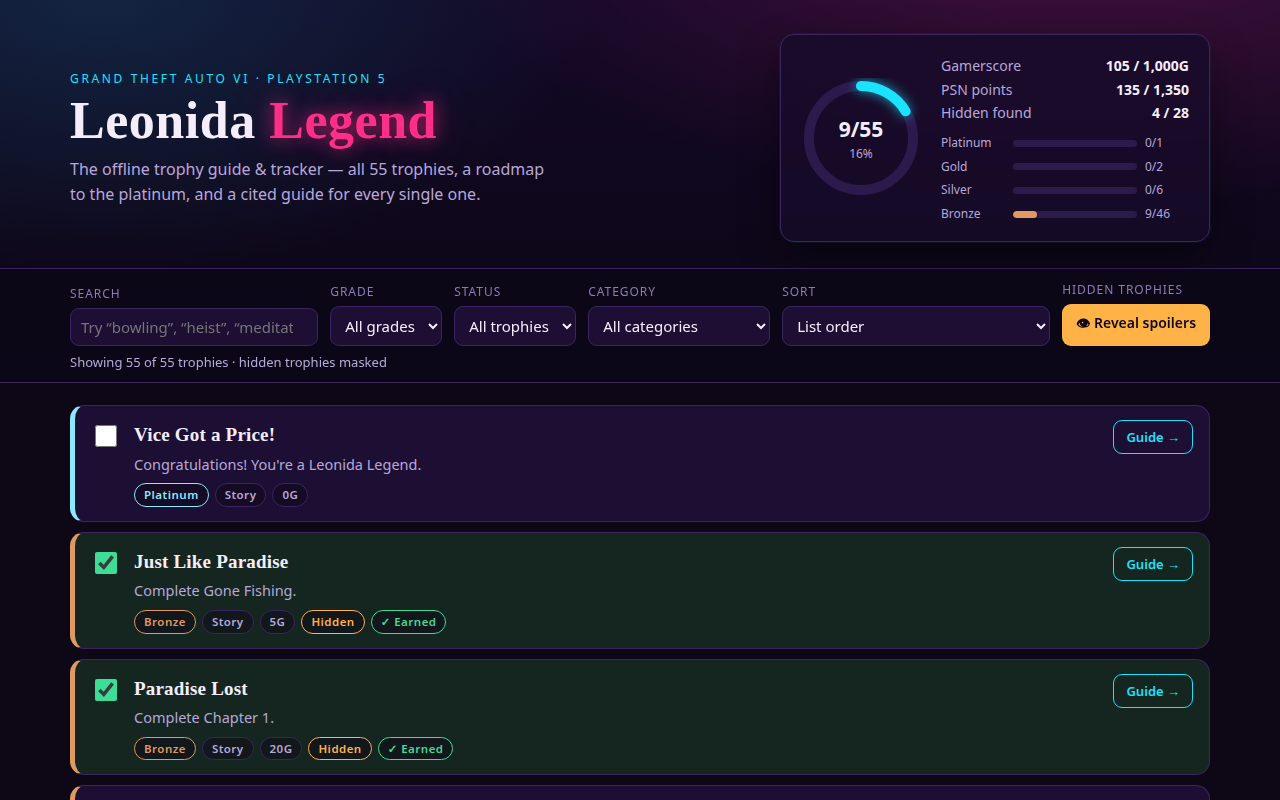 GRAND THEFT AUTO VI · PLAYSTATION 5
Leonida Legend
The offline trophy guide & tracker — all 55 trophies, a roadmap
to the platinum, and a cited guide for every single one.
9/55
16%
Gamerscore 105 / 1,000G
PSN points 135 / 1,350
Hidden found 4 / 28
Platinum 0/1
Gold 0/2
Silver 0/6
Bronze 9/46
SEARCH GRADE STATUS CATEGORY SORT HIDDEN TROPHIES
Try “bowling”, “heist”, “meditat All grades All trophies All categories List order 👁 Reveal spoilers
Showing 55 of 55 trophies · hidden trophies masked
Vice Got a Price!
Guide →
Congratulations! You're a Leonida Legend.
Platinum Story 0G
Just Like Paradise
Guide →
Complete Gone Fishing.
Bronze Story 5G Hidden ✓ Earned
Paradise Lost
Guide →
Complete Chapter 1.
Bronze Story 20G Hidden ✓ Earned